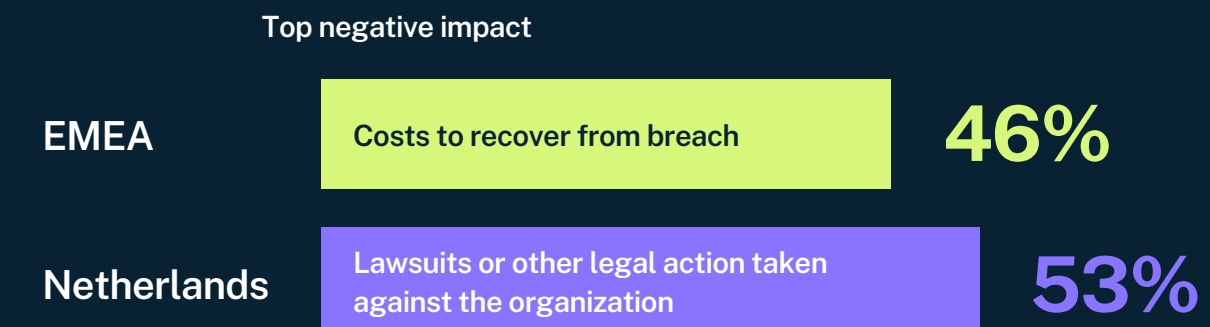 Top negative impact
EMEA
Costs to recover from breach
46%
Netherlands
Lawsuits or other legal action taken
against the organization
53%